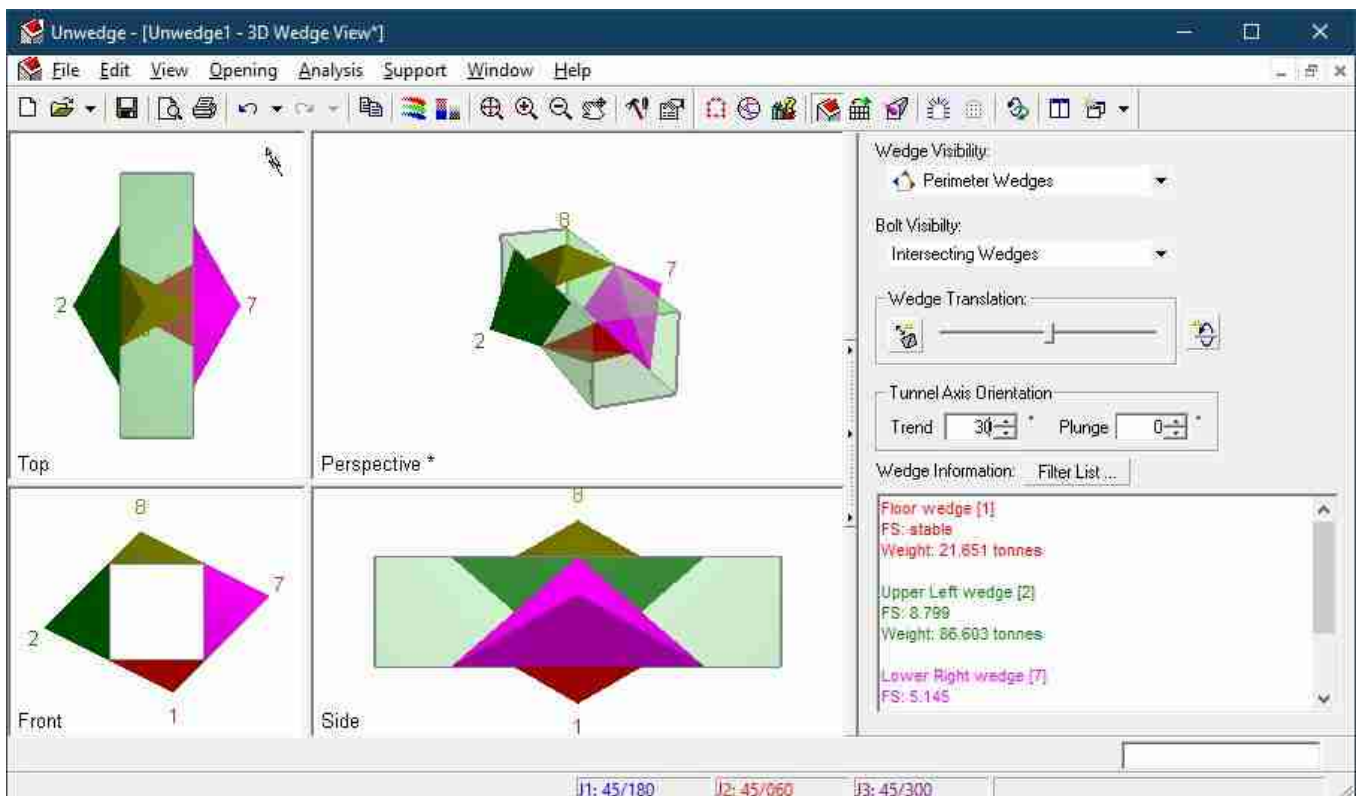 Unwedge - [Unwedge1 - 3D Wedge View*]
File Edit View Opening Analysis Support Window Help
8
7
2
2 7
Top
Perspective *
8
2
7
1
Front
8
1
Side
Wedge Visibility:
Perimeter Wedges
Bolt Visibilty:
Intersecting Wedges
Wedge Translation:
Tunnel Axis Orientation
Trend 30 ° Plunge 0 °
Wedge Information: Filter List ...
Floor wedge [1]
FS: stable
Weight: 21.651 tonnes
Upper Left wedge [2]
FS: 8.799
Weight: 86.603 tonnes
Lower Right wedge [7]
FS: 5.145
J1: 45/180 J2: 45/060 J3: 45/300